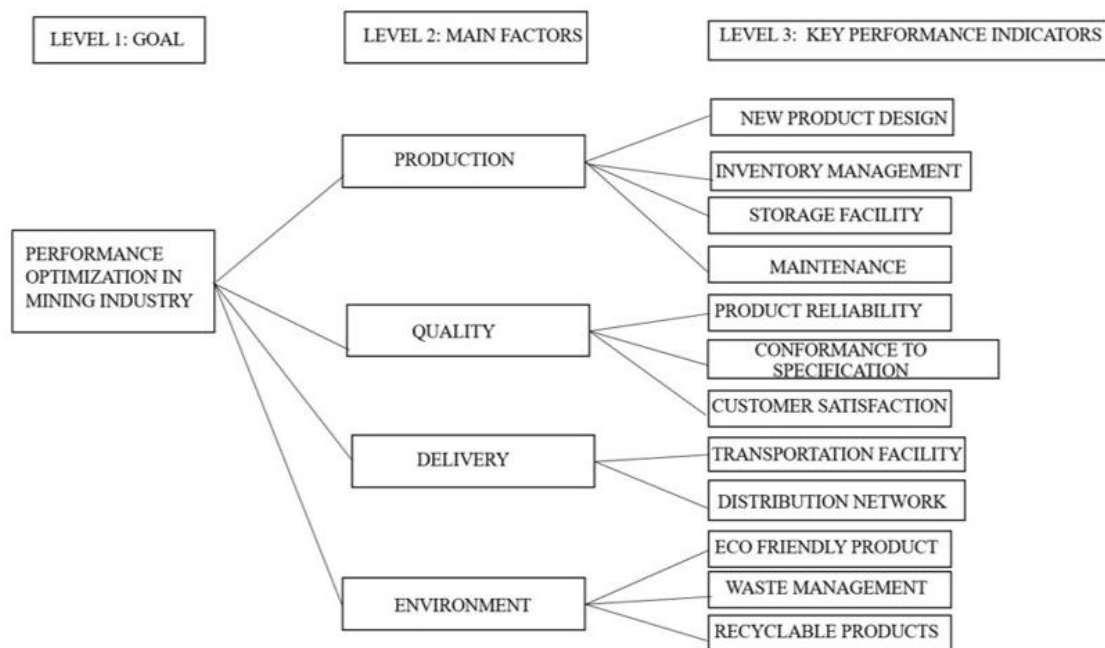 LEVEL 1: GOAL
LEVEL 2: MAIN FACTORS
LEVEL 3: KEY PERFORMANCE INDICATORS
PERFORMANCE
OPTIMIZATION IN
MINING INDUSTRY
PRODUCTION
QUALITY
DELIVERY
ENVIRONMENT
NEW PRODUCT DESIGN
INVENTORY MANAGEMENT
STORAGE FACILITY
MAINTENANCE
PRODUCT RELIABILITY
CONFORMANCE TO
SPECIFICATION
CUSTOMER SATISFACTION
TRANSPORTATION FACILITY
DISTRIBUTION NETWORK
ECO FRIENDLY PRODUCT
WASTE MANAGEMENT
RECYCLABLE PRODUCTS